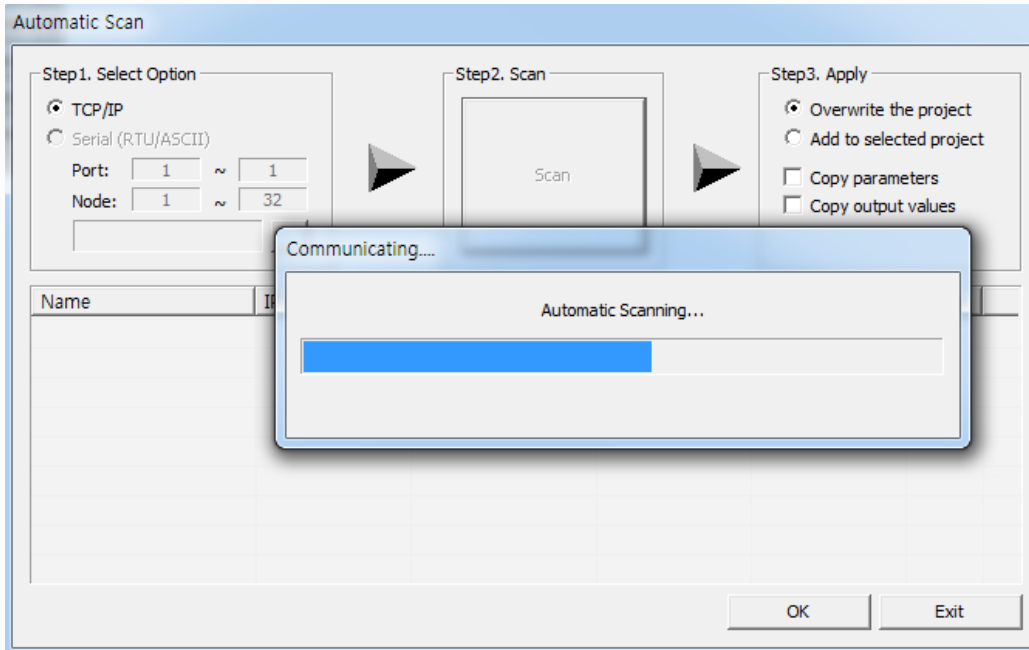 Automatic Scan
Step1. Select Option
TCP/IP
Serial (RTU/ASCII)
Port: 1 ~ 1
Node: 1 ~ 32
Step2. Scan
Scan
Step3. Apply
Overwrite the project
Add to selected project
Copy parameters
Copy output values
Communicating....
Automatic Scanning...
Name
OK
Exit